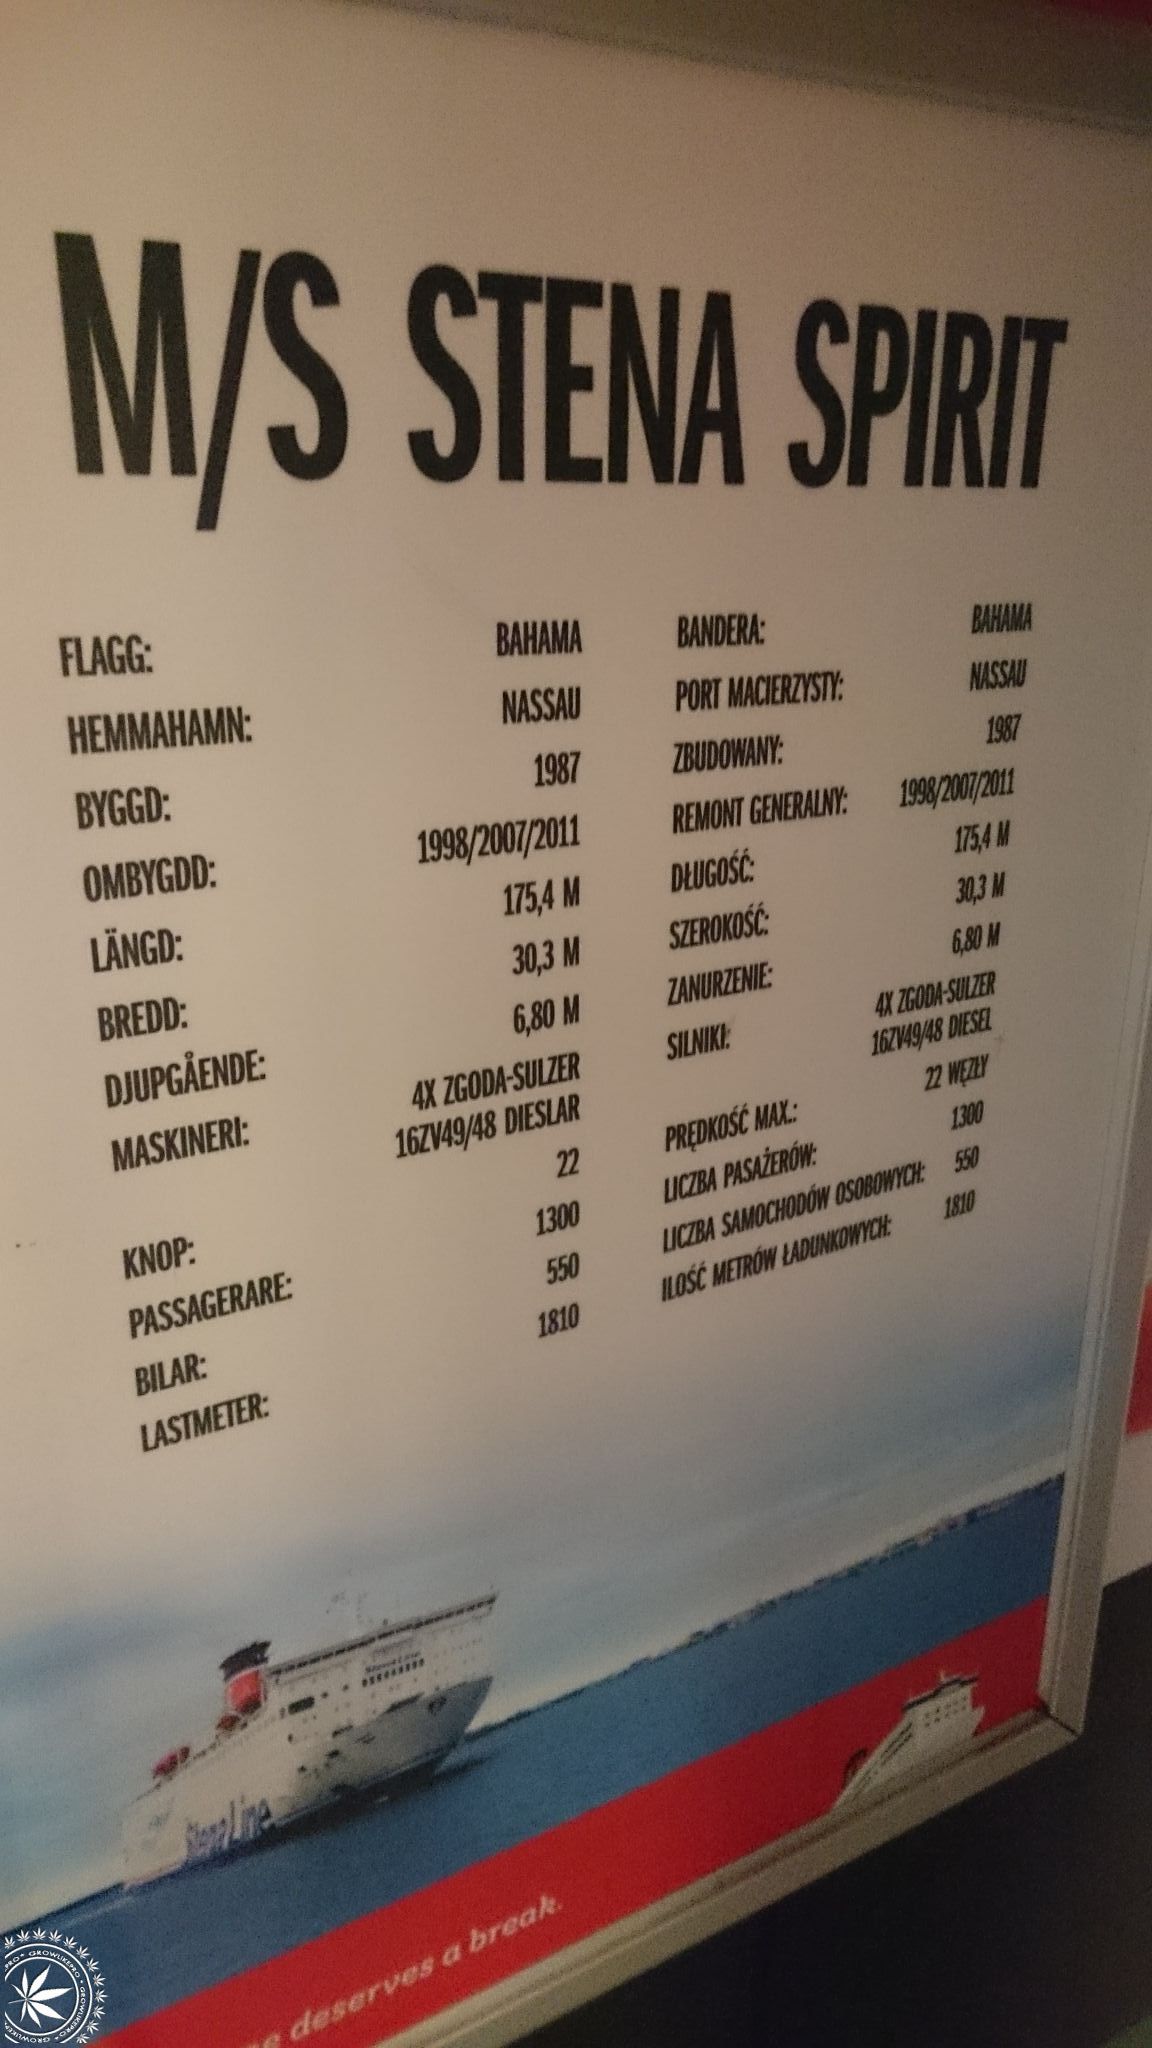 M/S STENA SPIRIT
FLAGG: BAHAMA
HEMMAHAMN: NASSAU
BYGGD: 1987
OMBYGDD: 1998/2007/2011
LÄNGD: 175,4 M
BREDD: 30,3 M
DJUPGÅENDE: 6,80 M
MASKINERI: 4X ZGODA-SULZER
16ZV49/48 DIESLAR
KNOP: 22
PASSAGERARE: 1300
BILAR: 550
LASTMETER: 1810
BANDERA: BAHAMA
PORT MACIERZYSTY: NASSAU
ZBUDOWANY: 1987
REMONT GENERALNY: 1998/2007/2011
DŁUGOŚĆ: 175,4 M
SZEROKOŚĆ: 30,3 M
ZANURZENIE: 6,80 M
SILNIKI: 4X ZGODA-SULZER
16ZV49/48 DIESEL
PRĘDKOŚĆ MAX.: 22 WĘZŁY
LICZBA PASAŻERÓW: 1300
LICZBA SAMOCHODÓW OSOBOWYCH: 550
ILOŚĆ METRÓW ŁADUNKOWYCH: 1810
Stena Line
Stena Line
deserves a break.
GROWLIKEPRO